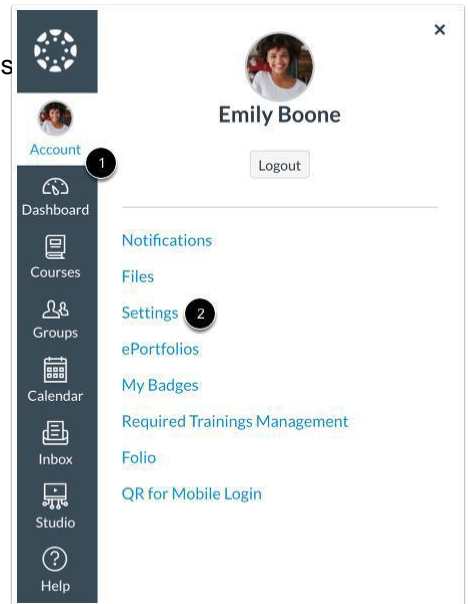 ×
s
Emily Boone
Account
1
Logout
Dashboard
Courses
Groups
Calendar
Inbox
Studio
Help
Notifications
Files
Settings 2
ePortfolios
My Badges
Required Trainings Management
Folio
QR for Mobile Login